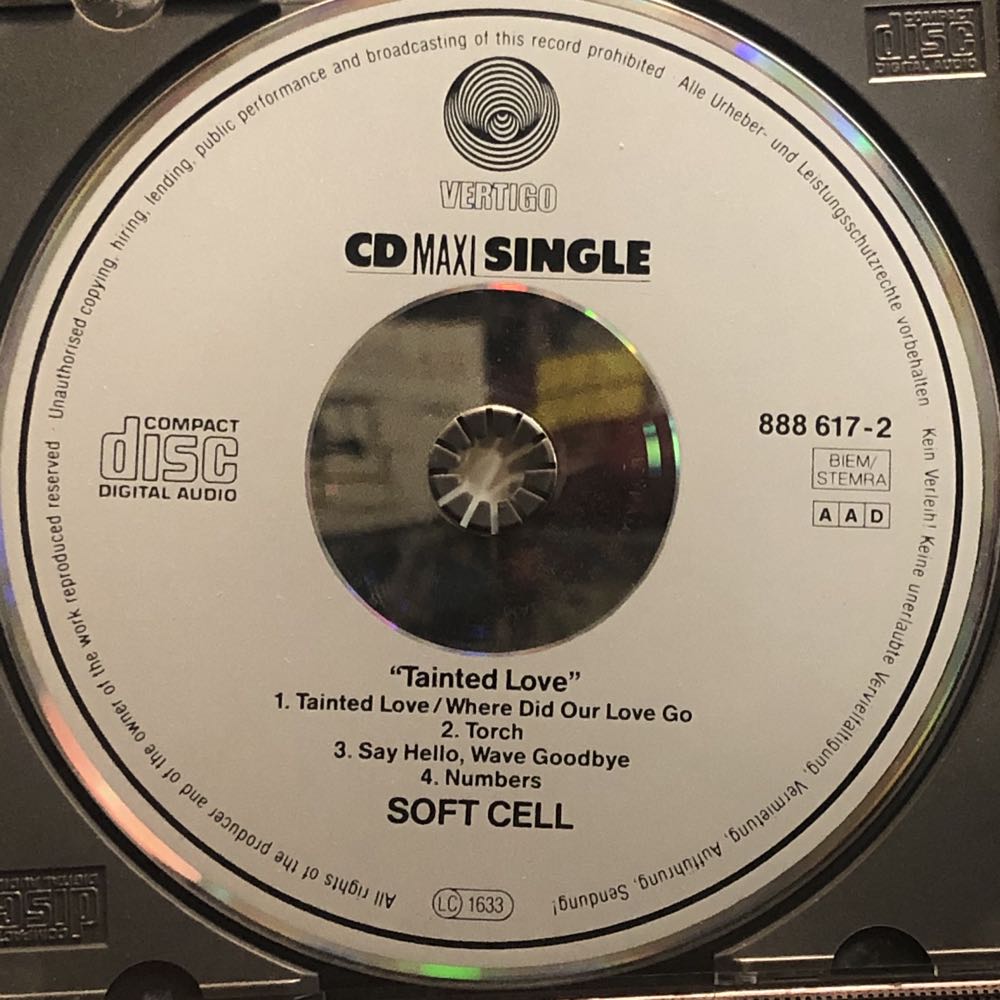 COMPACT
disc
DIGITAL AUDIO
Unauthorised copying, hiring, lending, public performance and broadcasting of this record prohibited · Alle Urheber- und Leistungsschutzrechte vorbehalten
Kein Verleih! Keine unerlaubte Vervielfältigung, Vermietung, Aufführung, Sendung!
All rights of the producer and of the owner of the work reproduced reserved ·
VERTIGO
CD MAXI SINGLE
COMPACT
disc
DIGITAL AUDIO
888 617-2
BIEM/
STEMRA
A A D
“Tainted Love”
1. Tainted Love/Where Did Our Love Go
2. Torch
3. Say Hello, Wave Goodbye
4. Numbers
SOFT CELL
LC 1633
COMPACT
disc
DIGITAL AUDIO